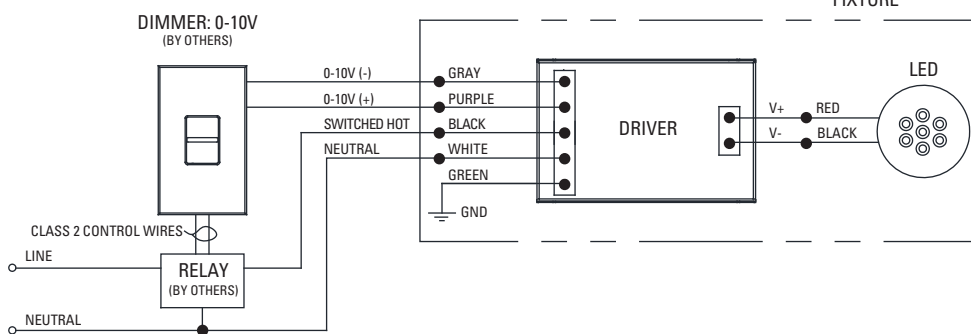 FIXTURE
DIMMER: 0-10V
(BY OTHERS)
LED
0-10V (-)
GRAY
0-10V (+)
PURPLE
SWITCHED HOT
BLACK
NEUTRAL
WHITE
GREEN
GND
DRIVER
V+
RED
V-
BLACK
CLASS 2 CONTROL WIRES
LINE
RELAY
(BY OTHERS)
NEUTRAL